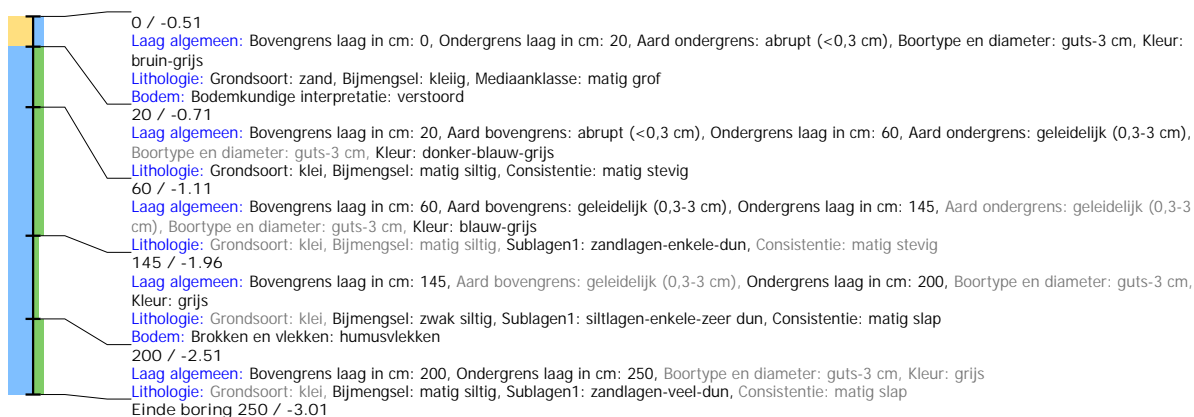 0 / -0.51
Laag algemeen: Bovengrens laag in cm: 0, Ondergrens laag in cm: 20, Aard ondergrens: abrupt (<0,3 cm), Boortype en diameter: guts-3 cm, Kleur:
bruin-grijs
Lithologie: Grondsoort: zand, Bijmengsel: kleiig, Mediaanklasse: matig grof
Bodem: Bodemkundige interpretatie: verstoord
20 / -0.71
Laag algemeen: Bovengrens laag in cm: 20, Aard bovengrens: abrupt (<0,3 cm), Ondergrens laag in cm: 60, Aard ondergrens: geleidelijk (0,3-3 cm),
Boortype en diameter: guts-3 cm, Kleur: donker-blauw-grijs
Lithologie: Grondsoort: klei, Bijmengsel: matig siltig, Consistentie: matig stevig
60 / -1.11
Laag algemeen: Bovengrens laag in cm: 60, Aard bovengrens: geleidelijk (0,3-3 cm), Ondergrens laag in cm: 145, Aard ondergrens: geleidelijk (0,3-3
cm), Boortype en diameter: guts-3 cm, Kleur: blauw-grijs
Lithologie: Grondsoort: klei, Bijmengsel: matig siltig, Sublagen1: zandlagen-enkele-dun, Consistentie: matig stevig
145 / -1.96
Laag algemeen: Bovengrens laag in cm: 145, Aard bovengrens: geleidelijk (0,3-3 cm), Ondergrens laag in cm: 200, Boortype en diameter: guts-3 cm,
Kleur: grijs
Lithologie: Grondsoort: klei, Bijmengsel: zwak siltig, Sublagen1: siltlagen-enkele-zeer dun, Consistentie: matig slap
Bodem: Brokken en vlekken: humusvlekken
200 / -2.51
Laag algemeen: Bovengrens laag in cm: 200, Ondergrens laag in cm: 250, Boortype en diameter: guts-3 cm, Kleur: grijs
Lithologie: Grondsoort: klei, Bijmengsel: matig siltig, Sublagen1: zandlagen-veel-dun, Consistentie: matig slap
Einde boring 250 / -3.01